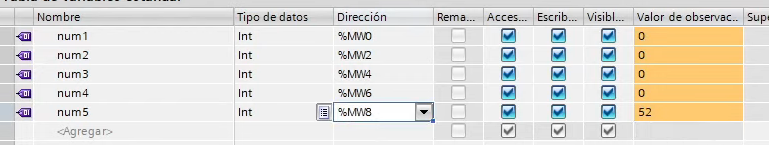 Nombre Tipo de datos Dirección Rema... Acces... Escrib... Visibl... Valor de observac.. Supe
num1 Int %MW0 0
num2 Int %MW2 0
num3 Int %MW4 0
num4 Int %MW6 0
num5 Int %MW8 52
<Agregar>